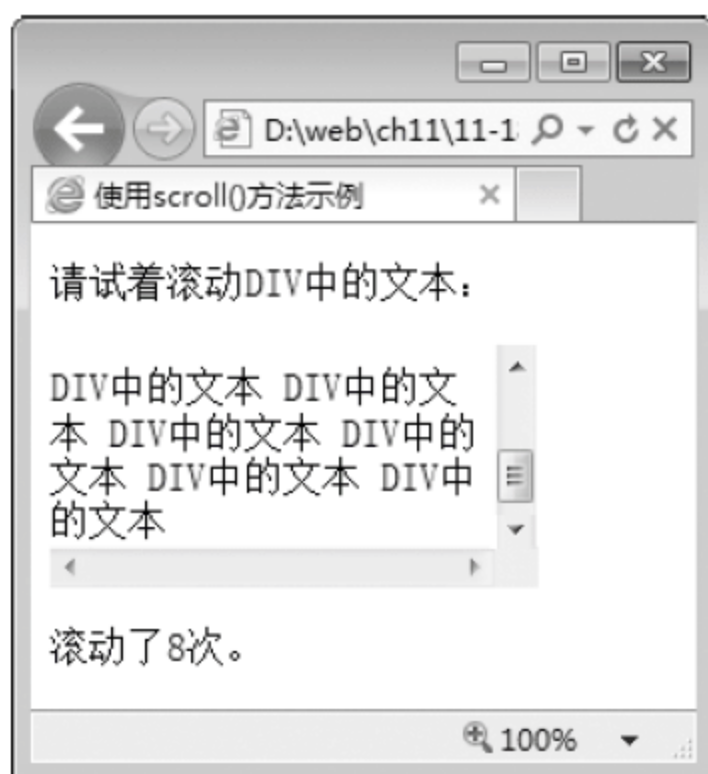 D:\web\ch11\11-1
使用scroll()方法示例
请试着滚动DIV中的文本：
DIV中的文本 DIV中的文
本 DIV中的文本 DIV中的
文本 DIV中的文本 DIV中
的文本
滚动了8次。
100%